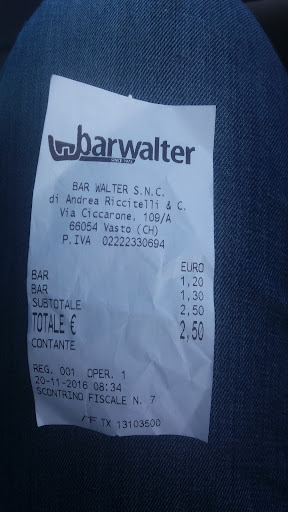 barwalter
BAR WALTER S.N.C.
di Andrea Riccitelli & C.
Via Ciccarone, 109/A
66054 Vasto (CH)
P.IVA 02222330694
EURO
BAR 1,20
BAR 1,30
SUBTOTALE 2,50
TOTALE € 2,50
CONTANTE
REG. 001 OPER. 1
20-11-2016 08:34
SCONTRINO FISCALE N. 7
TX 13103500